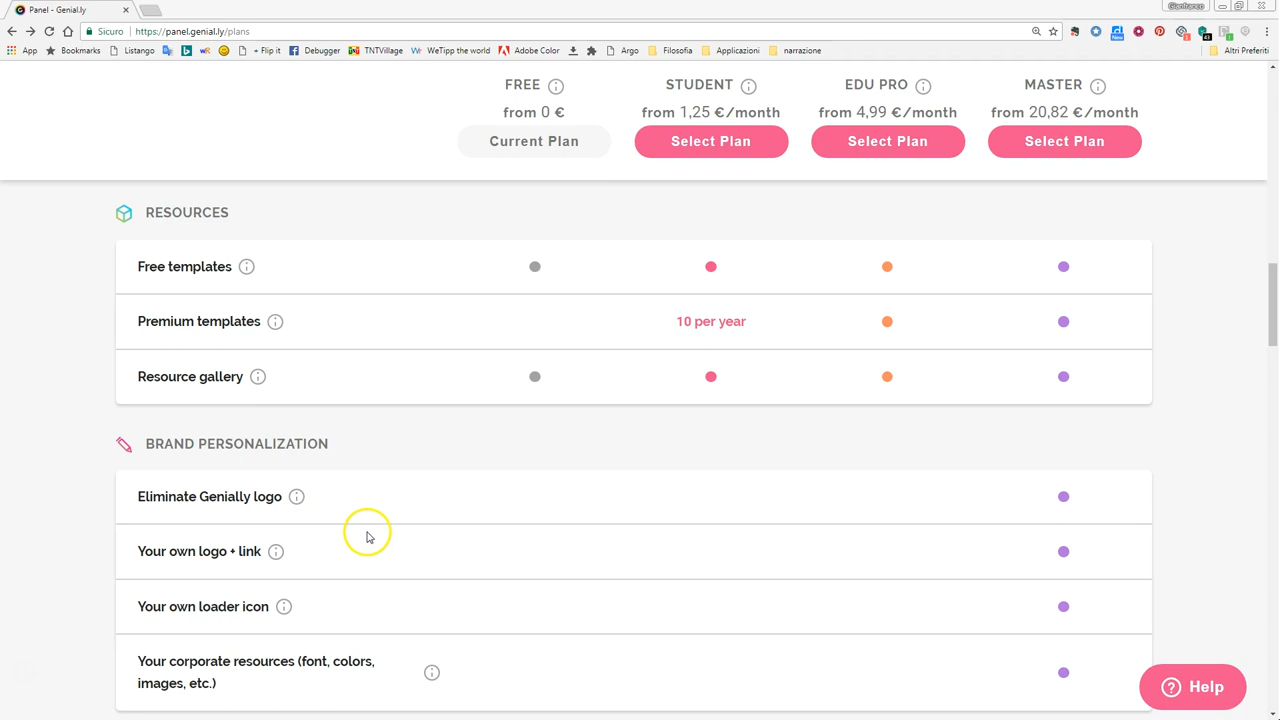 Panel - Genial.ly
Gianfranco
Sicuro
https://panel.genial.ly/plans
App
Bookmarks
Listango
+ Flip it
Debugger
TNTVillage
WeTipp the world
Adobe Color
Argo
Filosofia
Applicazioni
narrazione
Altri Preferiti
FREE
STUDENT
EDU PRO
MASTER
from 0 €
from 1,25 €/month
from 4,99 €/month
from 20,82 €/month
Current Plan
Select Plan
Select Plan
Select Plan
RESOURCES
Free templates
Premium templates
10 per year
Resource gallery
BRAND PERSONALIZATION
Eliminate Genially logo
Your own logo + link
Your own loader icon
Your corporate resources (font, colors,
images, etc.)
Help